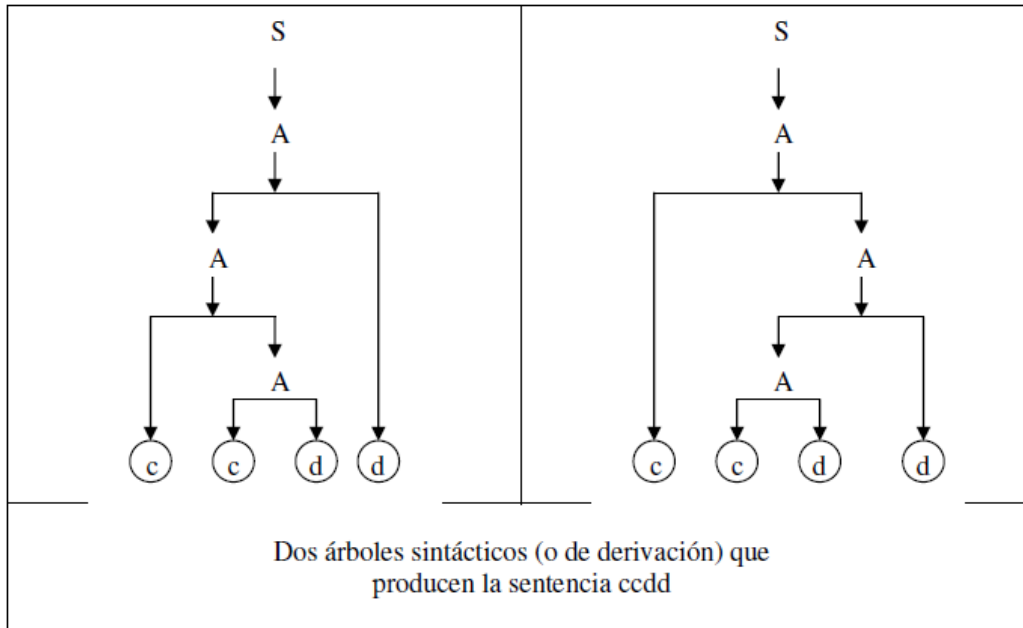 S S
A A
A A
A A
c c d d c c d d
Dos árboles sintácticos (o de derivación) que
producen la sentencia ccdd